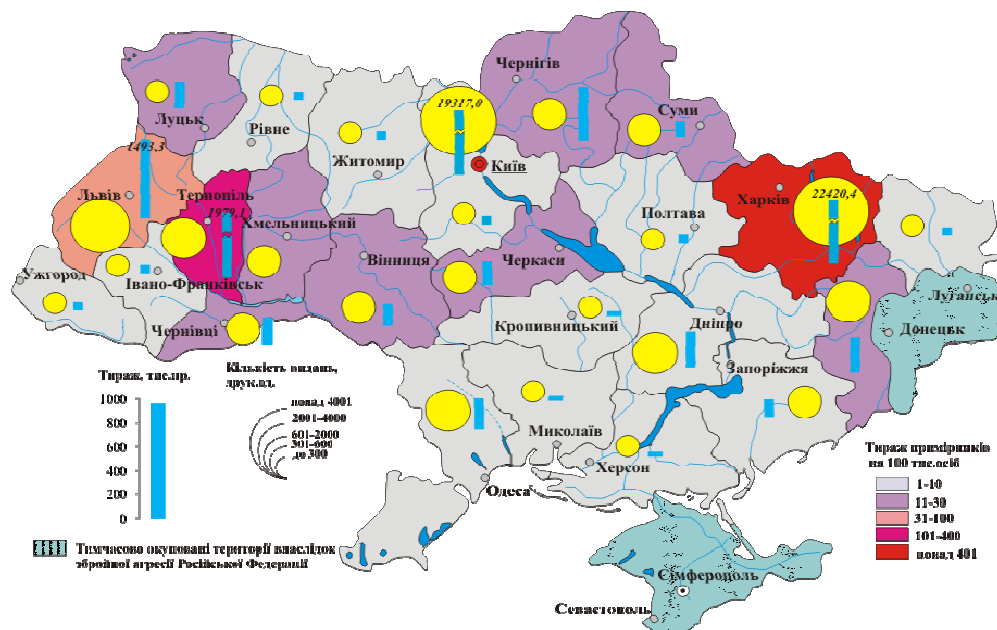 19317,0
Чернігів
Суми
Луцьк
Рівне
Житомир
Київ
1493,3
Львів
Тернопіль
1979,1
Хмельницький
Харків
22420,4
Полтава
Вінниця
Черкаси
Ужгород
Івано-Франківськ
Чернівці
Луганськ
Донецьк
Кропивницький
Дніпро
Запоріжжя
Миколаїв
Херсон
Одеса
Сімферополь
Севастополь
Тираж, тис.пр.
1000
800
600
400
200
0
Кількість видань,
друк.од.
понад 4001
2001-4000
601-2000
301-600
до 300
Тираж примірників
на 100 тис.осіб
1-10
11-30
31-100
101-400
понад 401
Тимчасово окуповані території внаслідок
збройної агресії Російської Федерації